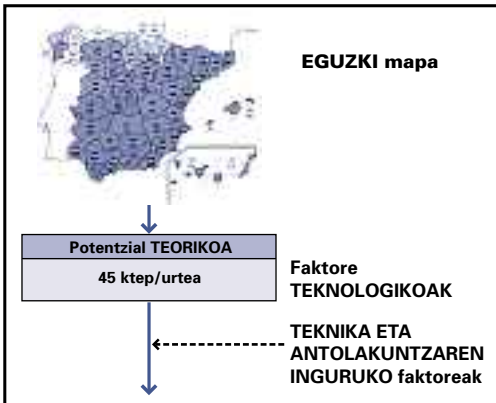 EGUZKI mapa
Potentzial TEORIKOA
45 ktep/urtea
Faktore
TEKNOLOGIKOAK
TEKNIKA ETA
ANTOLAKUNTZAREN
INGURUKO faktoreak